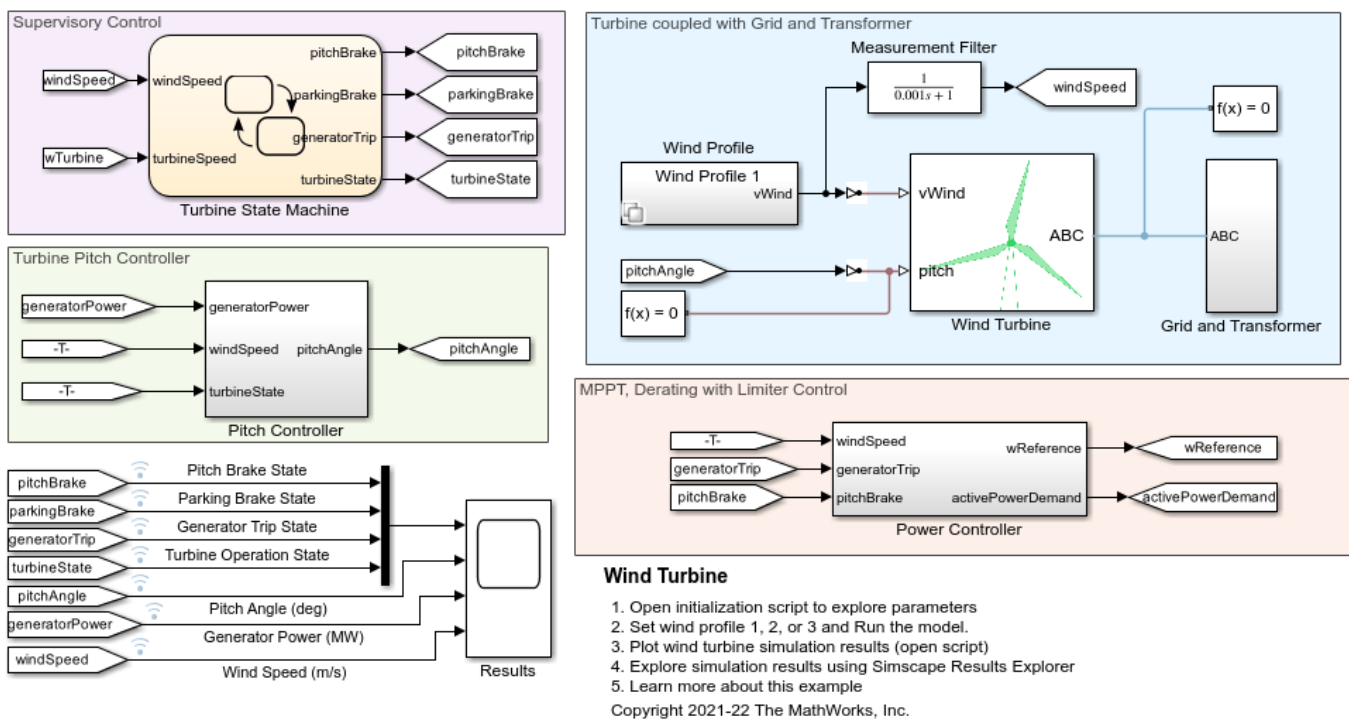 Supervisory Control
windSpeed
wTurbine
windSpeed
turbineSpeed
pitchBrake
parkingBrake
generatorTrip
turbineState
pitchBrake
parkingBrake
generatorTrip
turbineState
Turbine State Machine
Turbine Pitch Controller
generatorPower
-T-
-T-
generatorPower
windSpeed
turbineState
pitchAngle
pitchAngle
Pitch Controller
pitchBrake
parkingBrake
generatorTrip
turbineState
pitchAngle
generatorPower
windSpeed
Pitch Brake State
Parking Brake State
Generator Trip State
Turbine Operation State
Pitch Angle (deg)
Generator Power (MW)
Wind Speed (m/s)
Results
Turbine coupled with Grid and Transformer
Measurement Filter
1
0.001s + 1
windSpeed
f(x) = 0
Wind Profile
Wind Profile 1
vWind
vWind
pitch
ABC
ABC
pitchAngle
f(x) = 0
Wind Turbine
Grid and Transformer
MPPT, Derating with Limiter Control
-T-
generatorTrip
pitchBrake
windSpeed
generatorTrip
pitchBrake
wReference
activePowerDemand
wReference
activePowerDemand
Power Controller
Wind Turbine
1. Open initialization script to explore parameters
2. Set wind profile 1, 2, or 3 and Run the model.
3. Plot wind turbine simulation results (open script)
4. Explore simulation results using Simscape Results Explorer
5. Learn more about this example
Copyright 2021-22 The MathWorks, Inc.